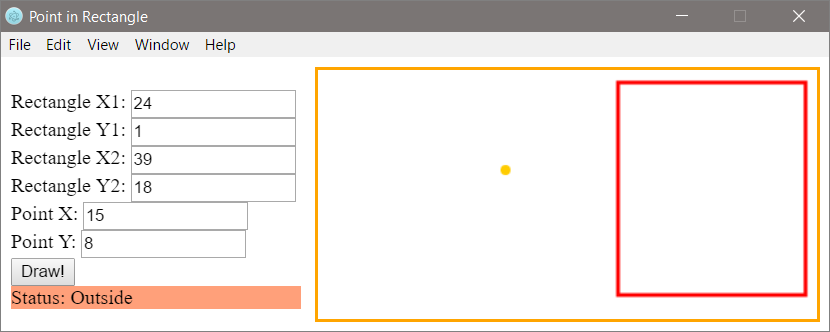 Point in Rectangle
File Edit View Window Help
Rectangle X1: 24
Rectangle Y1: 1
Rectangle X2: 39
Rectangle Y2: 18
Point X: 15
Point Y: 8
Draw!
Status: Outside